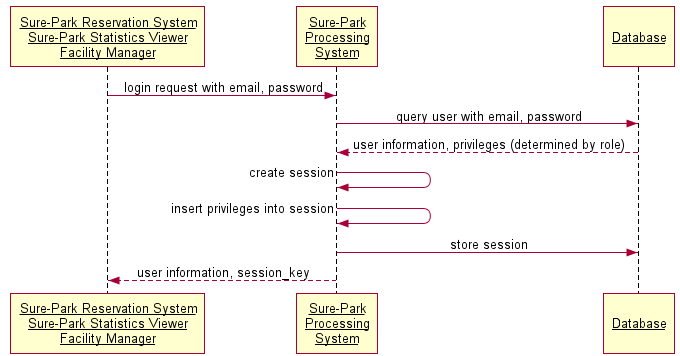 Sure-Park Reservation System
Sure-Park Statistics Viewer
Facility Manager
Sure-Park
Processing
System
Database
login request with email, password
query user with email, password
user information, privileges (determined by role)
create session
insert privileges into session
store session
user information, session_key
Sure-Park Reservation System
Sure-Park Statistics Viewer
Facility Manager
Sure-Park
Processing
System
Database